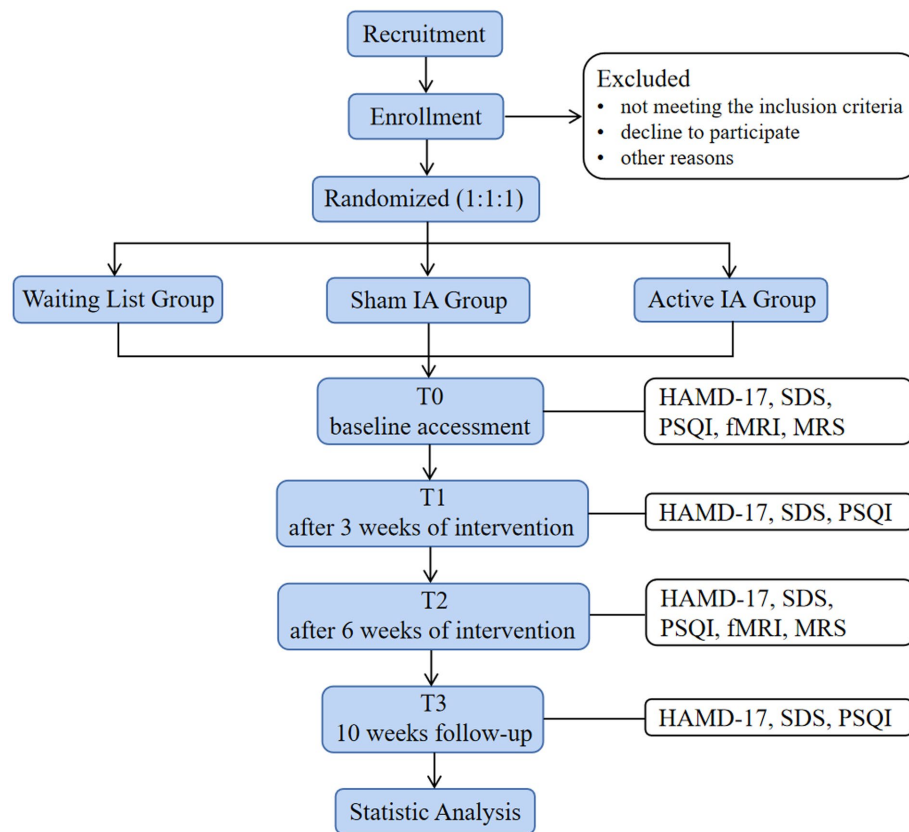 Recruitment
Enrollment
Excluded
• not meeting the inclusion criteria
• decline to participate
• other reasons
Randomized (1:1:1)
Waiting List Group
Sham IA Group
Active IA Group
T0
baseline accessment
HAMD-17, SDS,
PSQI, fMRI, MRS
T1
after 3 weeks of intervention
HAMD-17, SDS, PSQI
T2
after 6 weeks of intervention
HAMD-17, SDS,
PSQI, fMRI, MRS
T3
10 weeks follow-up
HAMD-17, SDS, PSQI
Statistic Analysis